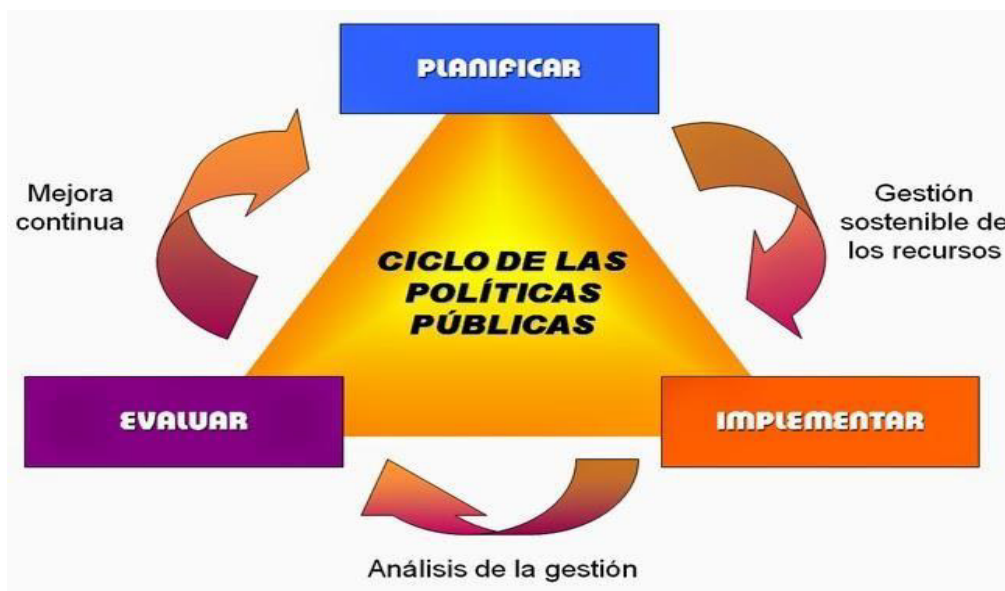 PLANIFICAR
Mejora
continua
Gestión
sostenible de
los recursos
CICLO DE LAS
POLÍTICAS
PÚBLICAS
EVALUAR
IMPLEMENTAR
Análisis de la gestión